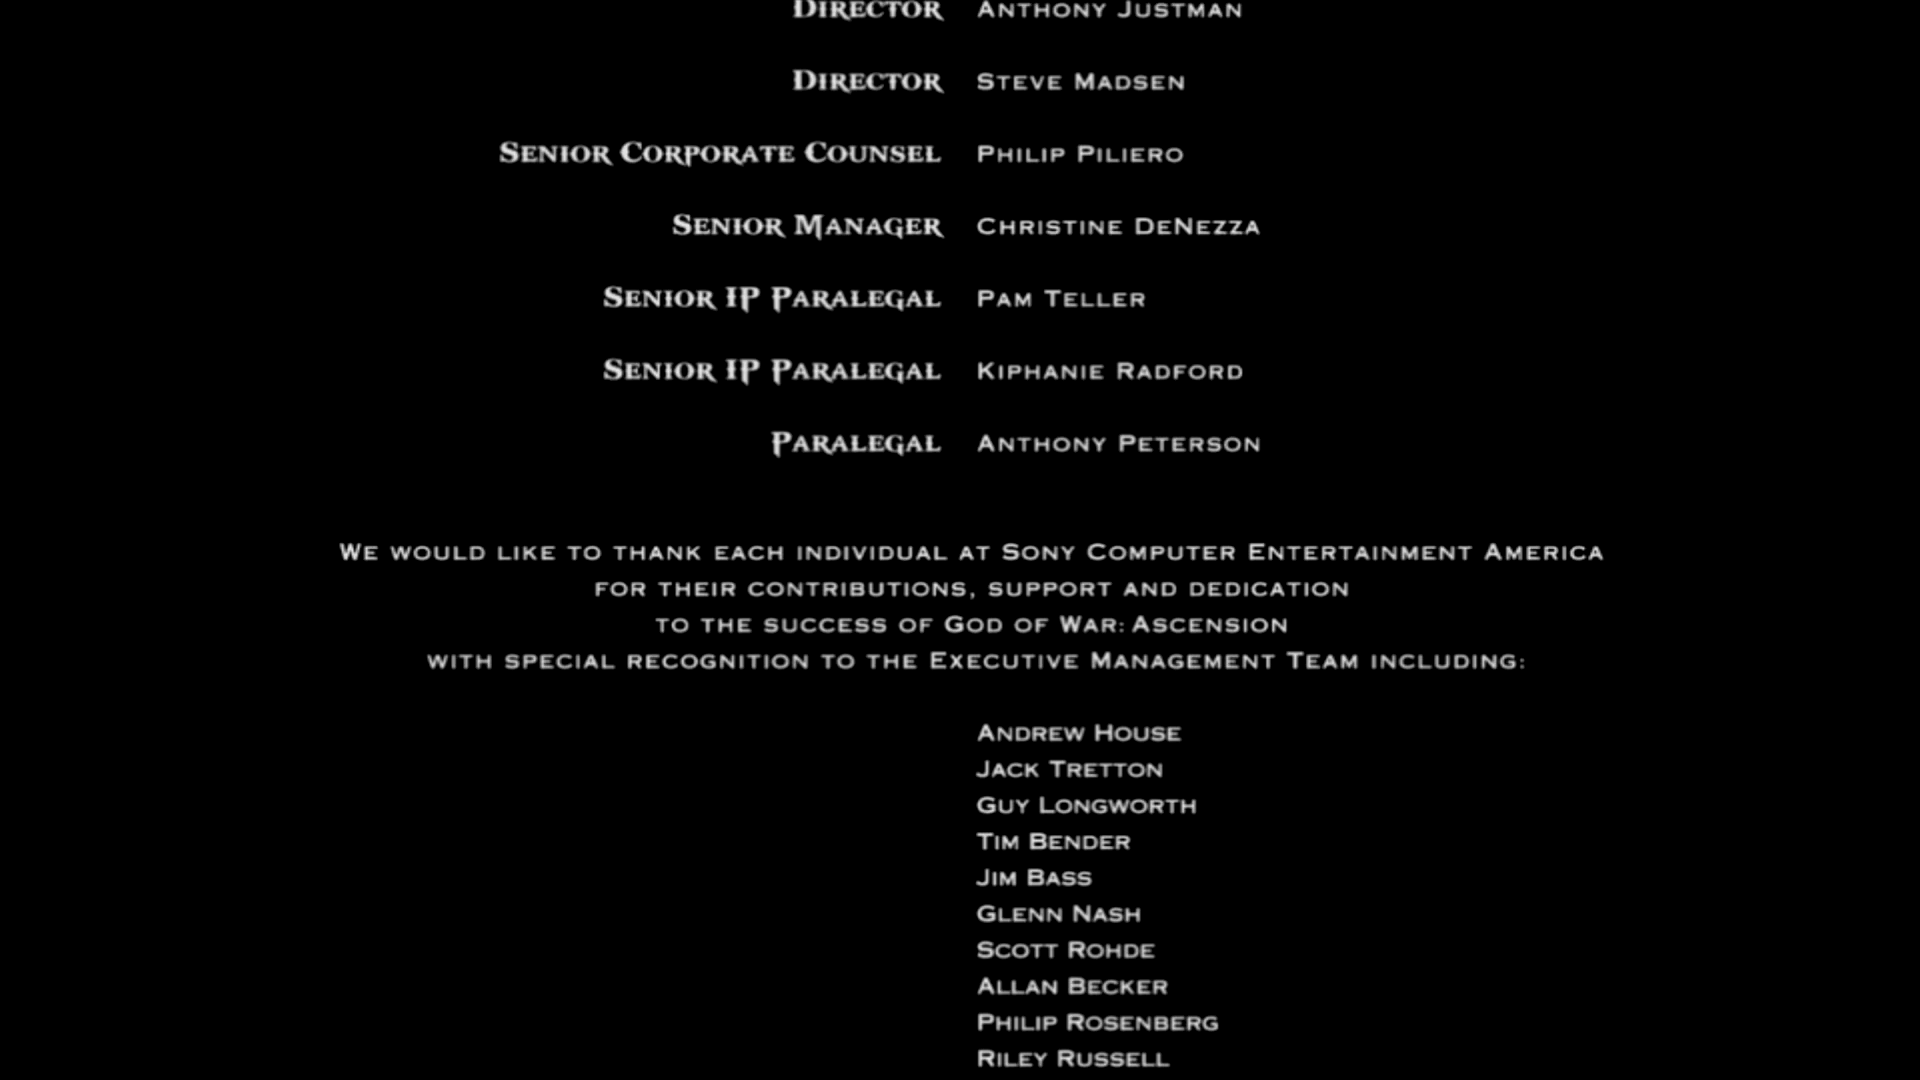 Director Anthony Justman
Director Steve Madsen
Senior Corporate Counsel Philip Piliero
Senior Manager Christine DeNezza
Senior IP Paralegal Pam Teller
Senior IP Paralegal Kiphanie Radford
Paralegal Anthony Peterson
We would like to thank each individual at Sony Computer Entertainment America
for their contributions, support and dedication
to the success of God of War: Ascension
with special recognition to the Executive Management Team including:
Andrew House
Jack Tretton
Guy Longworth
Tim Bender
Jim Bass
Glenn Nash
Scott Rohde
Allan Becker
Philip Rosenberg
Riley Russell